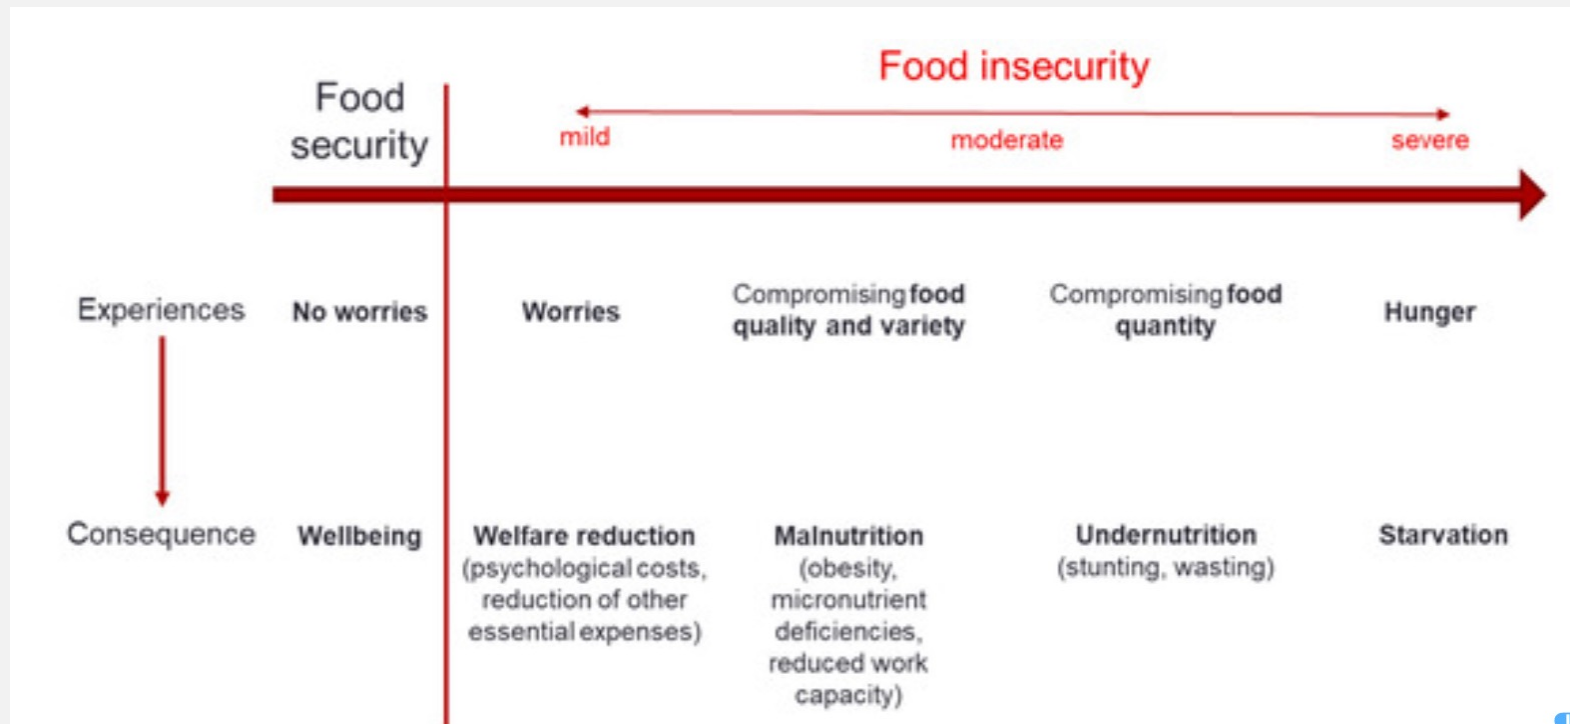 Food insecurity
Food
security
mild
moderate
severe
Experiences
No worries
Worries
Compromising food
quality and variety
Compromising food
quantity
Hunger
Consequence
Wellbeing
Welfare reduction
(psychological costs,
reduction of other
essential expenses)
Malnutrition
(obesity,
micronutrient
deficiencies,
reduced work
capacity)
Undernutrition
(stunting, wasting)
Starvation